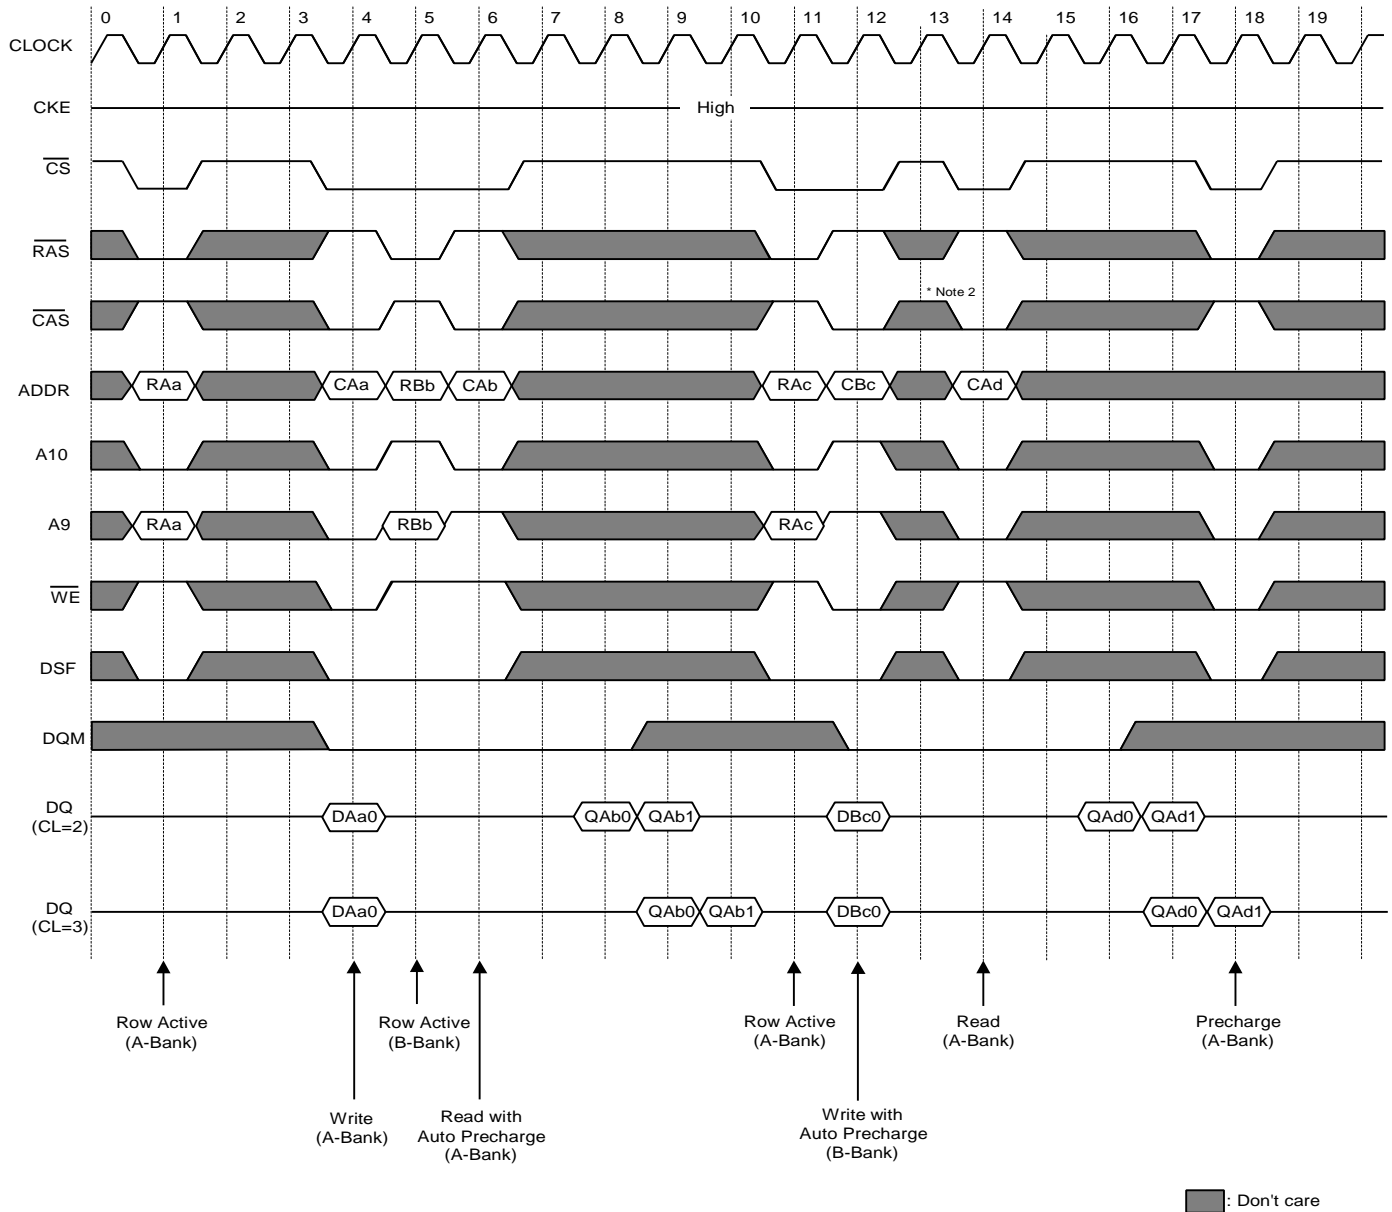 0 1 2 3 4 5 6 7 8 9 10 11 12 13 14 15 16 17 18 19
CLOCK
CKE High
CS
RAS
CAS * Note 2
ADDR RAa CAa RBb CAb RAc CBc CAd
A10
A9 RAa RBb RAc
WE
DSF
DQM
DQ
(CL=2) DAa0 QAb0 QAb1 DBc0 QAd0 QAd1
DQ
(CL=3) DAa0 QAb0 QAb1 DBc0 QAd0 QAd1
Row Active
(A-Bank)
Row Active
(B-Bank)
Row Active
(A-Bank)
Read
(A-Bank)
Precharge
(A-Bank)
Write
(A-Bank)
Read with
Auto Precharge
(A-Bank)
Write with
Auto Precharge
(B-Bank)
: Don't care